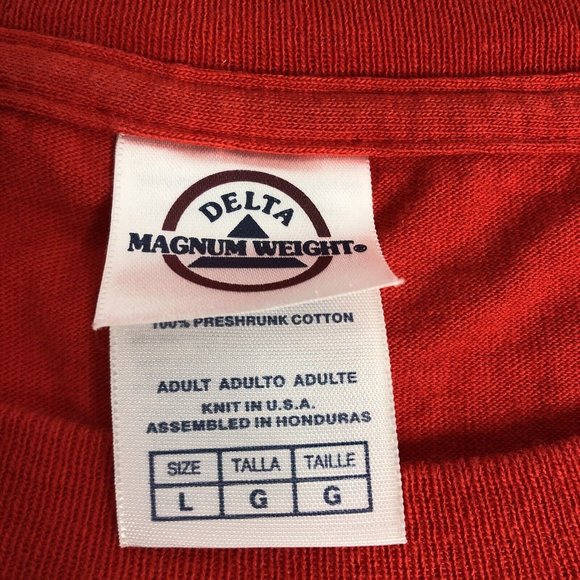 DELTA
MAGNUM WEIGHT®
100% PRESHRUNK COTTON
ADULT ADULTO ADULTE
KNIT IN U.S.A.
ASSEMBLED IN HONDURAS
SIZE TALLA TAILLE
L G G